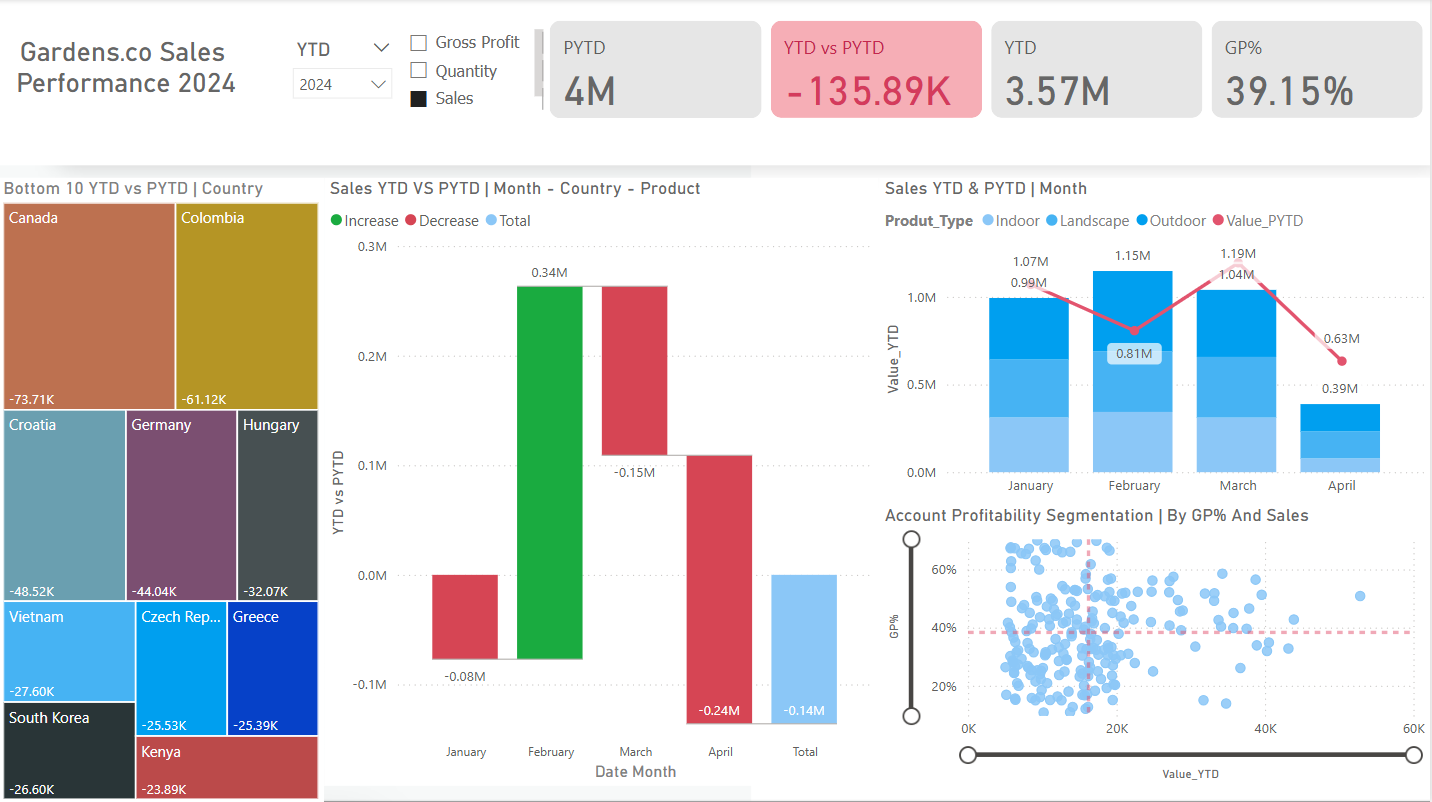 Gardens.co Sales
Performance 2024
YTD
2024
Gross Profit
Quantity
Sales
PYTD
4M
YTD vs PYTD
-135.89K
YTD
3.57M
GP%
39.15%
Bottom 10 YTD vs PYTD | Country
Canada
-73.71K
Colombia
-61.12K
Croatia
-48.52K
Germany
-44.04K
Hungary
-32.07K
Vietnam
-27.60K
Czech Rep...
-25.53K
Greece
-25.39K
South Korea
-26.60K
Kenya
-23.89K
Sales YTD VS PYTD | Month - Country - Product
Increase Decrease Total
YTD vs PYTD
0.3M
0.2M
0.1M
0.0M
-0.1M
0.34M
-0.15M
-0.08M
-0.24M
-0.14M
January February March April Total
Date Month
Sales YTD & PYTD | Month
Produt_Type Indoor Landscape Outdoor Value_PYTD
Value_YTD
1.0M
0.5M
0.0M
1.07M
0.99M
1.15M
0.81M
1.19M
1.04M
0.63M
0.39M
January February March April
Account Profitability Segmentation | By GP% And Sales
GP%
60%
40%
20%
0K 20K 40K 60K
Value_YTD